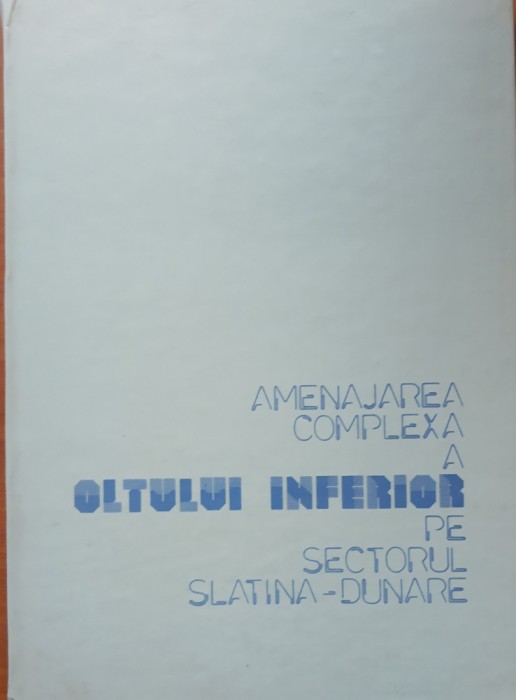 AMENAJAREA
COMPLEXA
A
OLTULUI INFERIOR
PE
SECTORUL
SLATINA-DUNARE